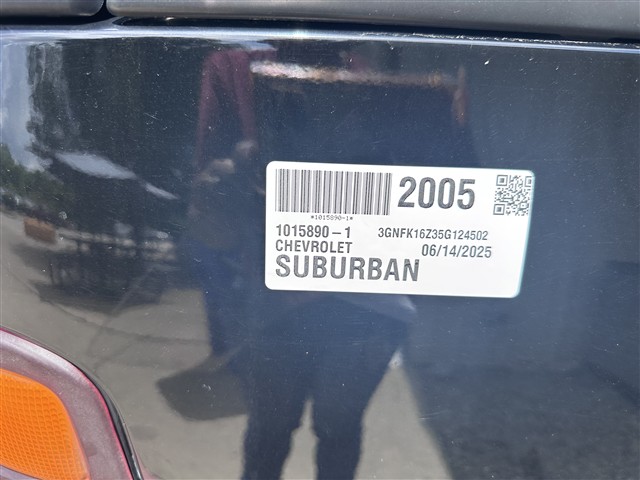 2005
*1015890-1*
1015890-1 3GNFK16Z35G124502
CHEVROLET 06/14/2025
SUBURBAN